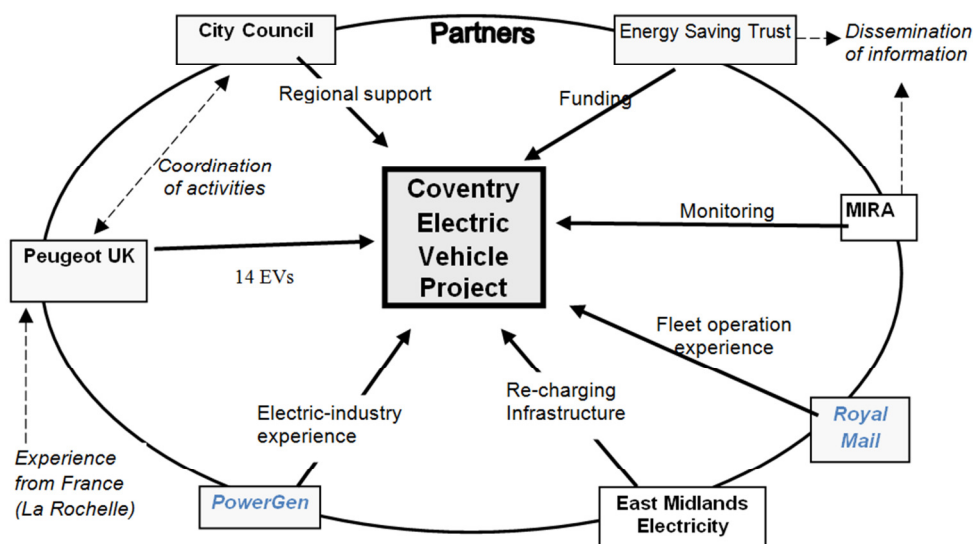 City Council
Partners
Energy Saving Trust
Dissemination
of information
Regional support
Funding
Coordination
of activities
Coventry
Electric
Vehicle
Project
Monitoring
MIRA
Peugeot UK
14 EVs
Fleet operation
experience
Re-charging
Infrastructure
Electric-industry
experience
Royal
Mail
Experience
from France
(La Rochelle)
PowerGen
East Midlands
Electricity